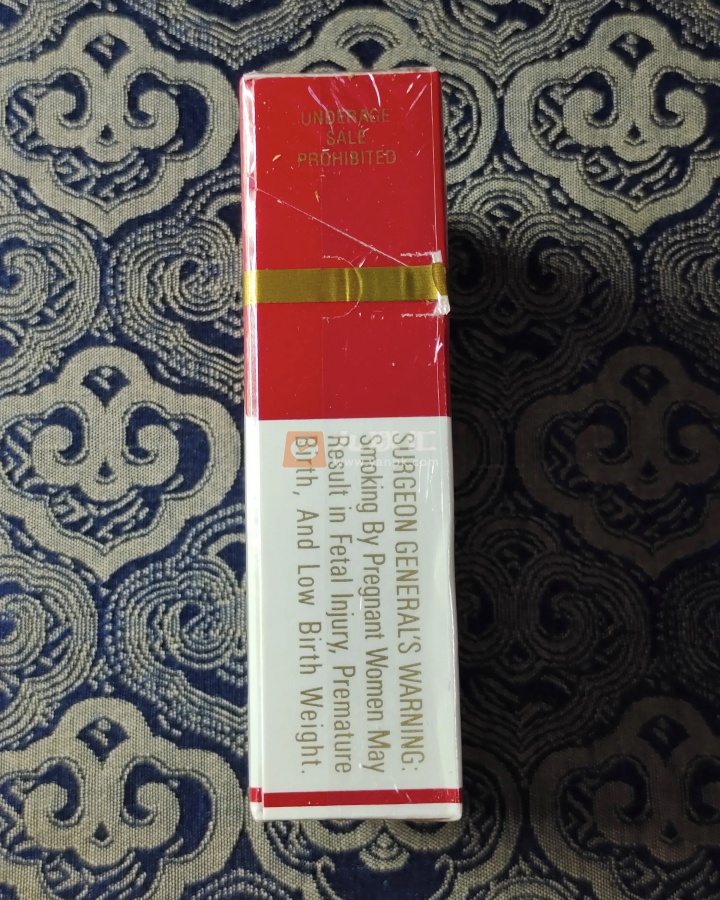 UNDERAGE
SALE
PROHIBITED
SURGEON GENERAL'S WARNING:
Smoking By Pregnant Women May
Result in Fetal Injury, Premature
Birth, And Low Birth Weight.